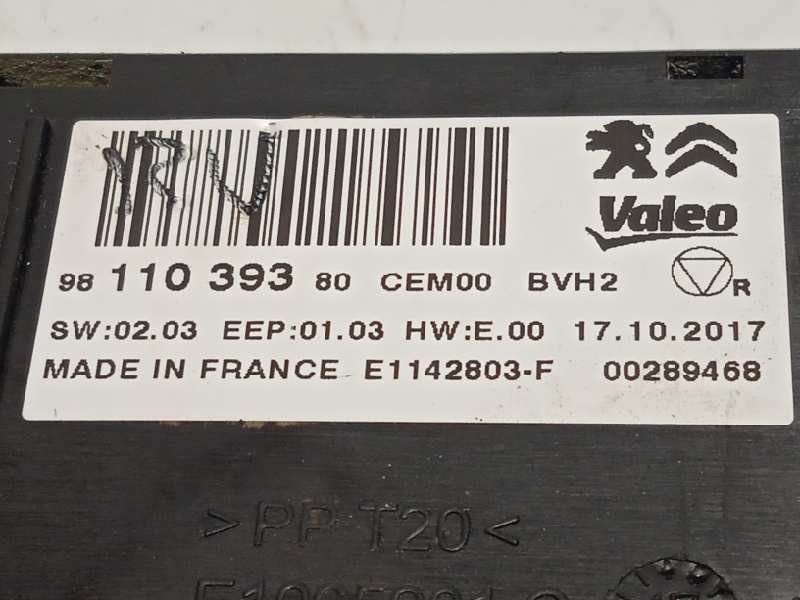 12 V
Valeo
98 110 393 80 CEM00 BVH2 R
SW:02.03 EEP:01.03 HW:E.00 17.10.2017
MADE IN FRANCE E1142803-F 00289468
>PP T20<